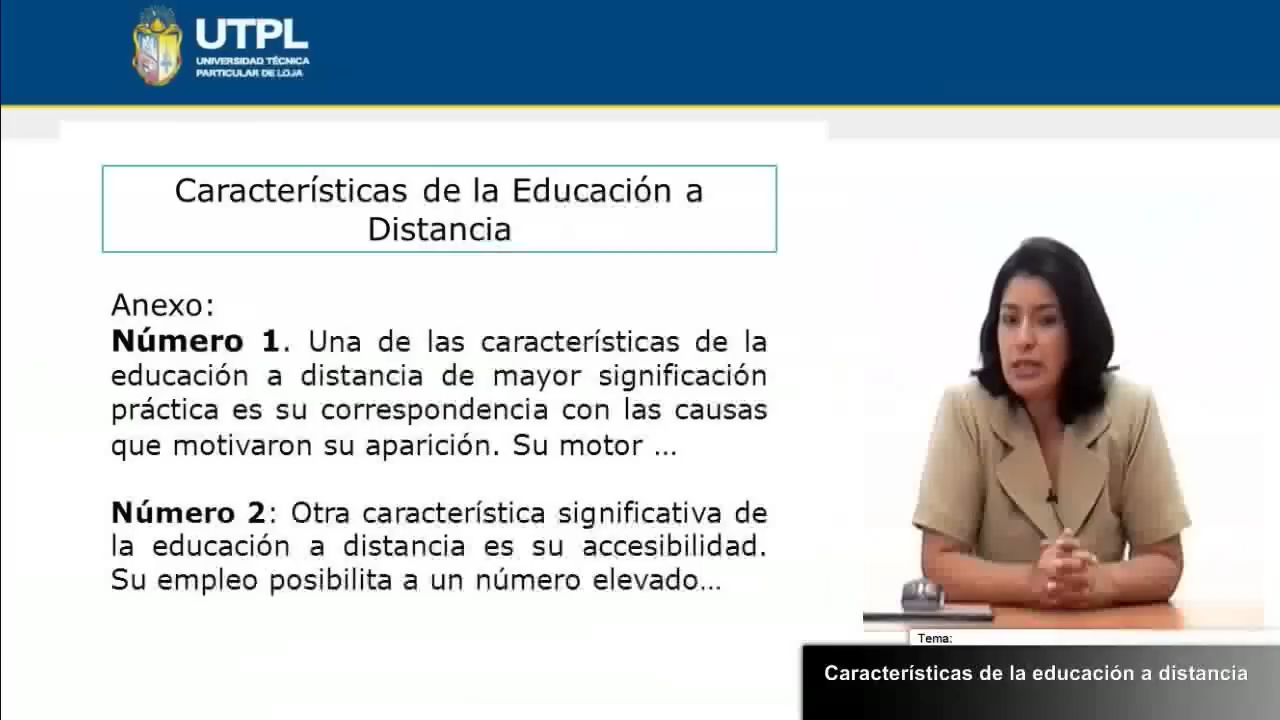 UTPL
UNIVERSIDAD TÉCNICA
PARTICULAR DE LOJA
Características de la Educación a
Distancia
Anexo:
Número 1. Una de las características de la
educación a distancia de mayor significación
práctica es su correspondencia con las causas
que motivaron su aparición. Su motor ...
Número 2: Otra característica significativa de
la educación a distancia es su accesibilidad.
Su empleo posibilita a un número elevado...
Tema:
Características de la educación a distancia